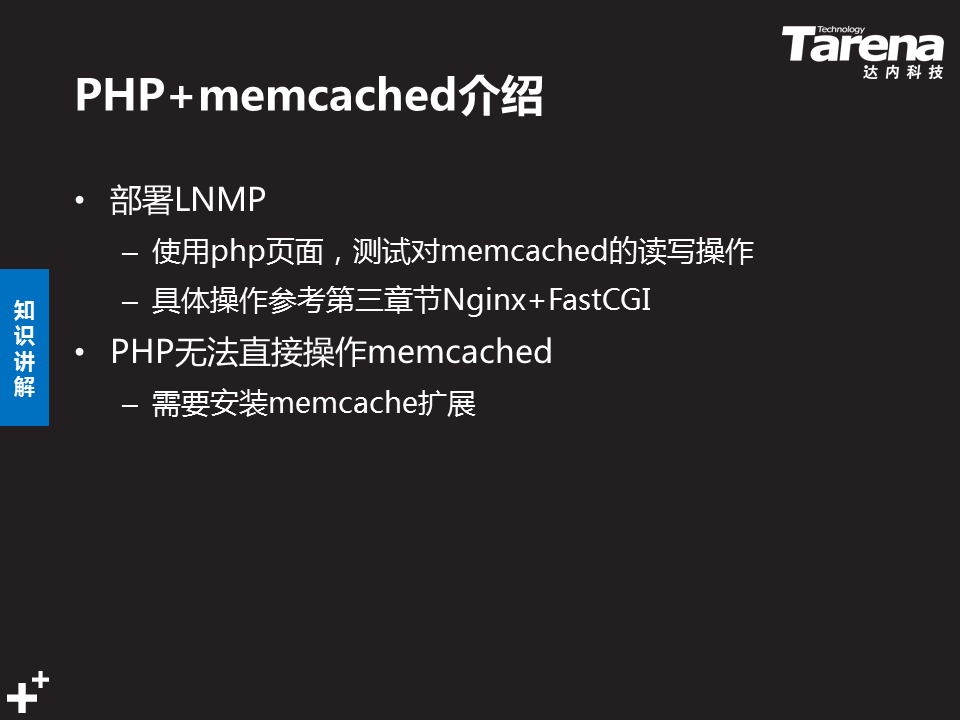 Technology
Tarena
达内科技
PHP+memcached介绍
• 部署LNMP
– 使用php页面，测试对memcached的读写操作
– 具体操作参考第三章节Nginx+FastCGI
• PHP无法直接操作memcached
– 需要安装memcache扩展
知
识
讲
解